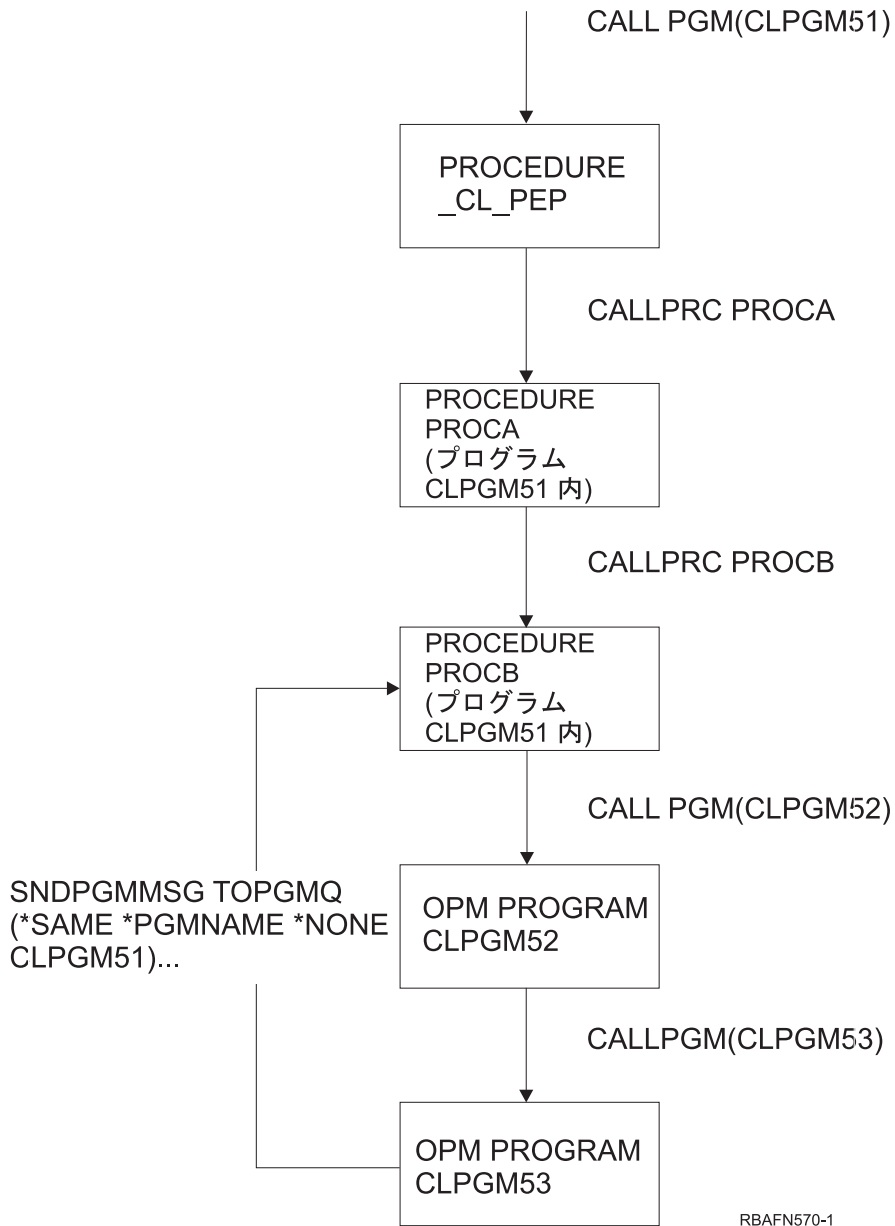 CALL PGM(CLPGM51)
PROCEDURE
_CL_PEP
CALLPRC PROCA
PROCEDURE
PROCA
(プログラム
CLPGM51 内)
CALLPRC PROCB
PROCEDURE
PROCB
(プログラム
CLPGM51 内)
CALL PGM(CLPGM52)
SNDPGMMSG TOPGMQ
(*SAME *PGMNAME *NONE
CLPGM51)...
OPM PROGRAM
CLPGM52
CALLPGM(CLPGM53)
OPM PROGRAM
CLPGM53
RBAFN570-1